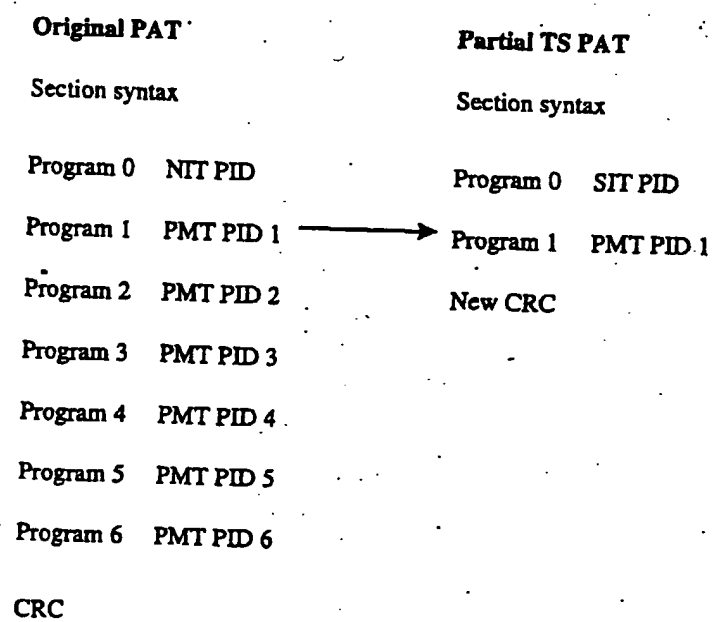 Original PAT
Section syntax
Program 0 NIT PID
Program 1 PMT PID 1
Program 2 PMT PID 2
Program 3 PMT PID 3
Program 4 PMT PID 4
Program 5 PMT PID 5
Program 6 PMT PID 6
CRC
Partial TS PAT
Section syntax
Program 0 SIT PID
Program 1 PMT PID 1
New CRC